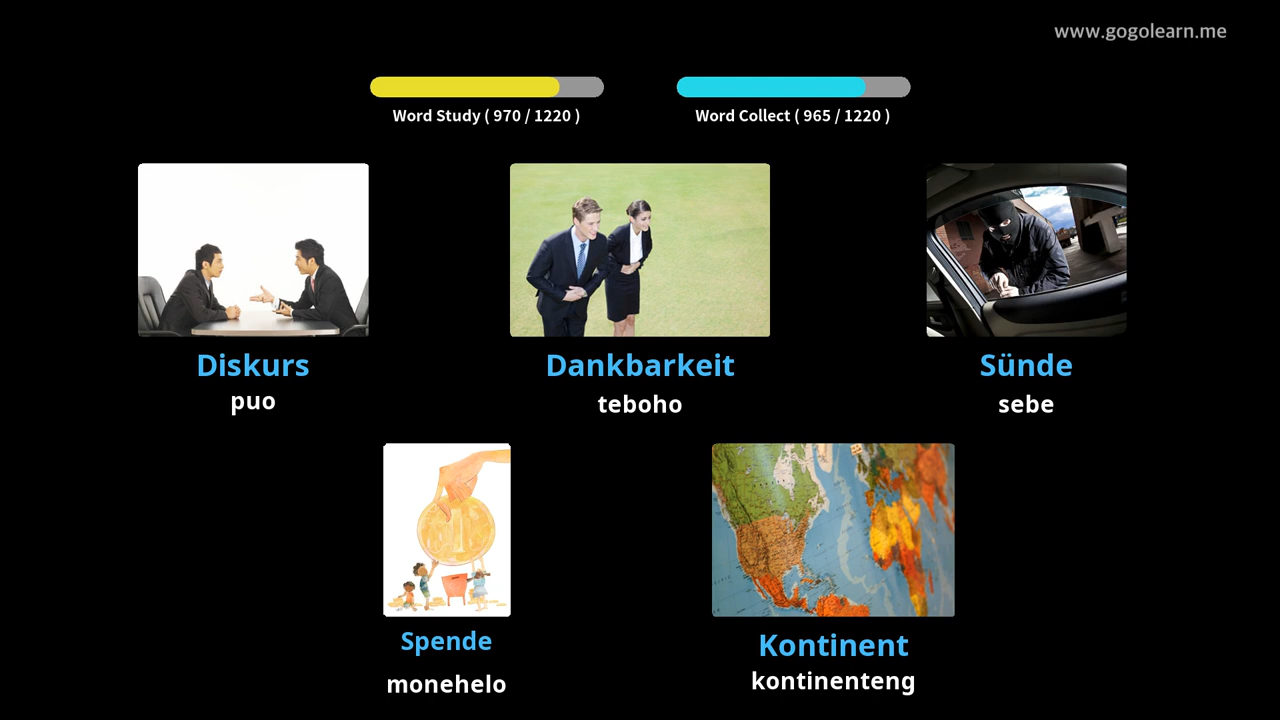 www.gogolearn.me
Word Study ( 970 / 1220 )
Word Collect ( 965 / 1220 )
Diskurs
puo
Dankbarkeit
teboho
Sünde
sebe
Spende
monehelo
Kontinent
kontinenteng